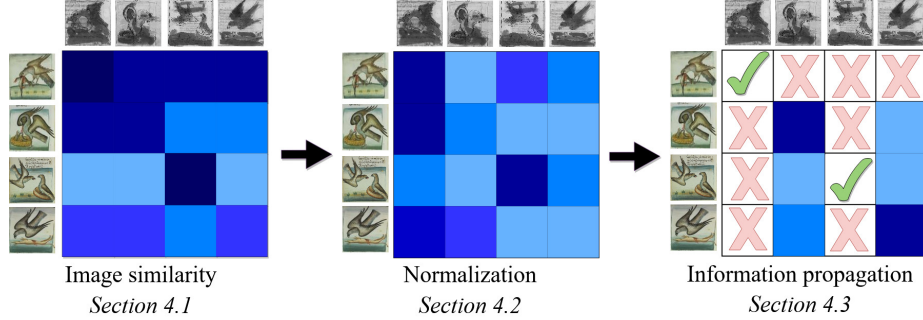 Image similarity
Section 4.1
Normalization
Section 4.2
Information propagation
Section 4.3